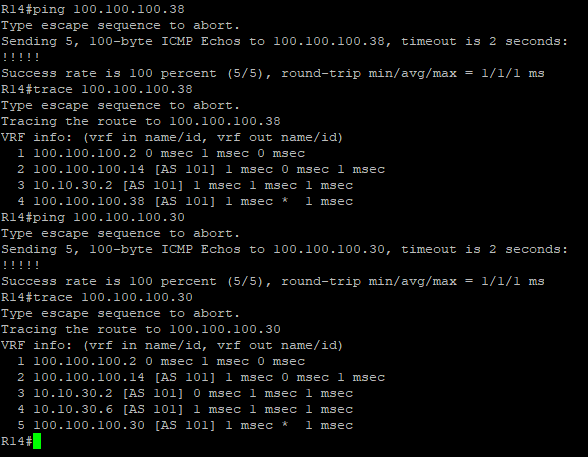 R14#ping 100.100.100.38
Type escape sequence to abort.
Sending 5, 100-byte ICMP Echos to 100.100.100.38, timeout is 2 seconds:
!!!!!
Success rate is 100 percent (5/5), round-trip min/avg/max = 1/1/1 ms
R14#trace 100.100.100.38
Type escape sequence to abort.
Tracing the route to 100.100.100.38
VRF info: (vrf in name/id, vrf out name/id)
  1 100.100.100.2 0 msec 1 msec 0 msec
  2 100.100.100.14 [AS 101] 1 msec 0 msec 1 msec
  3 10.10.30.2 [AS 101] 1 msec 1 msec 1 msec
  4 100.100.100.38 [AS 101] 1 msec *  1 msec
R14#ping 100.100.100.30
Type escape sequence to abort.
Sending 5, 100-byte ICMP Echos to 100.100.100.30, timeout is 2 seconds:
!!!!!
Success rate is 100 percent (5/5), round-trip min/avg/max = 1/1/1 ms
R14#trace 100.100.100.30
Type escape sequence to abort.
Tracing the route to 100.100.100.30
VRF info: (vrf in name/id, vrf out name/id)
  1 100.100.100.2 0 msec 1 msec 0 msec
  2 100.100.100.14 [AS 101] 1 msec 0 msec 1 msec
  3 10.10.30.2 [AS 101] 0 msec 1 msec 1 msec
  4 10.10.30.6 [AS 101] 1 msec 1 msec 1 msec
  5 100.100.100.30 [AS 101] 1 msec *  1 msec
R14#